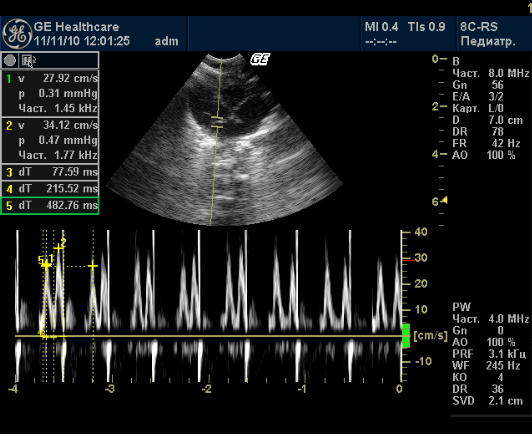 1
GE Healthcare
11/11/10 12:01:25 adm
MI 0.4 TIs 0.9
--:--:--
8C-RS
Педиатр.
1 v 27.92 cm/s
p 0.31 mmHg
Част. 1.45 kHz
2 v 34.12 cm/s
p 0.47 mmHg
Част. 1.77 kHz
3 dT 77.59 ms
4 dT 215.52 ms
5 dT 482.76 ms
GE
0
2
4
6
B
Част. 8.0 MHz
Gn 56
E/A 3/2
Карт. L/0
D 7.0 cm
DR 78
FR 42 Hz
AO 100 %
5 1 2
40
30
20
10
[cm/s]
-10
-4 -3 -2 -1 0
PW
Част. 4.0 MHz
Gn 0
AO 100 %
PRF 3.1 кГц
WF 245 Hz
КО 4
DR 36
SVD 2.1 cm